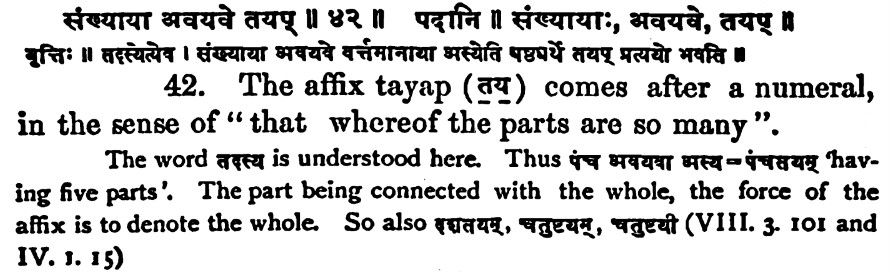 संख्याया अवयवे तयप् ॥ ४२ ॥ पदानि ॥ संख्यायाः, अवयवे, तयप् ॥
वृत्तिः ॥ तदस्येत्येव । संख्याया अवयवे वर्त्तमानाया अस्येति षष्ठ्यर्थे तयप् प्रत्ययो भवति ॥
42. The affix tayap (तय) comes after a numeral,
in the sense of “that whereof the parts are so many”.
The word तदस्य is understood here. Thus पंच अवयवा अस्य = पंचतयम् ‘hav-
ing five parts’. The part being connected with the whole, the force of the
affix is to denote the whole. So also दशतयम्, चतुष्टयम्, चतुष्टयी (VIII. 3. 101 and
IV. 1. 15)